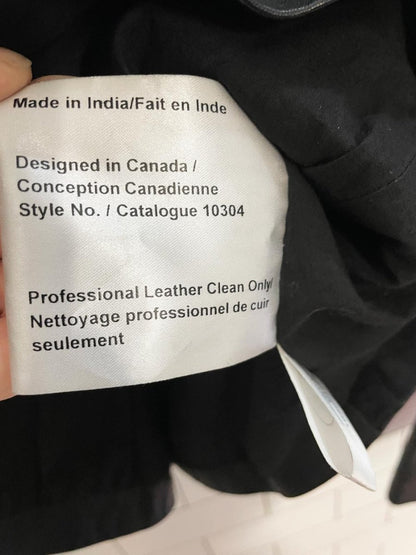 Made in India/Fait en Inde
Designed in Canada /
Conception Canadienne
Style No. / Catalogue 10304
Professional Leather Clean Only/
Nettoyage professionnel de cuir
seulement